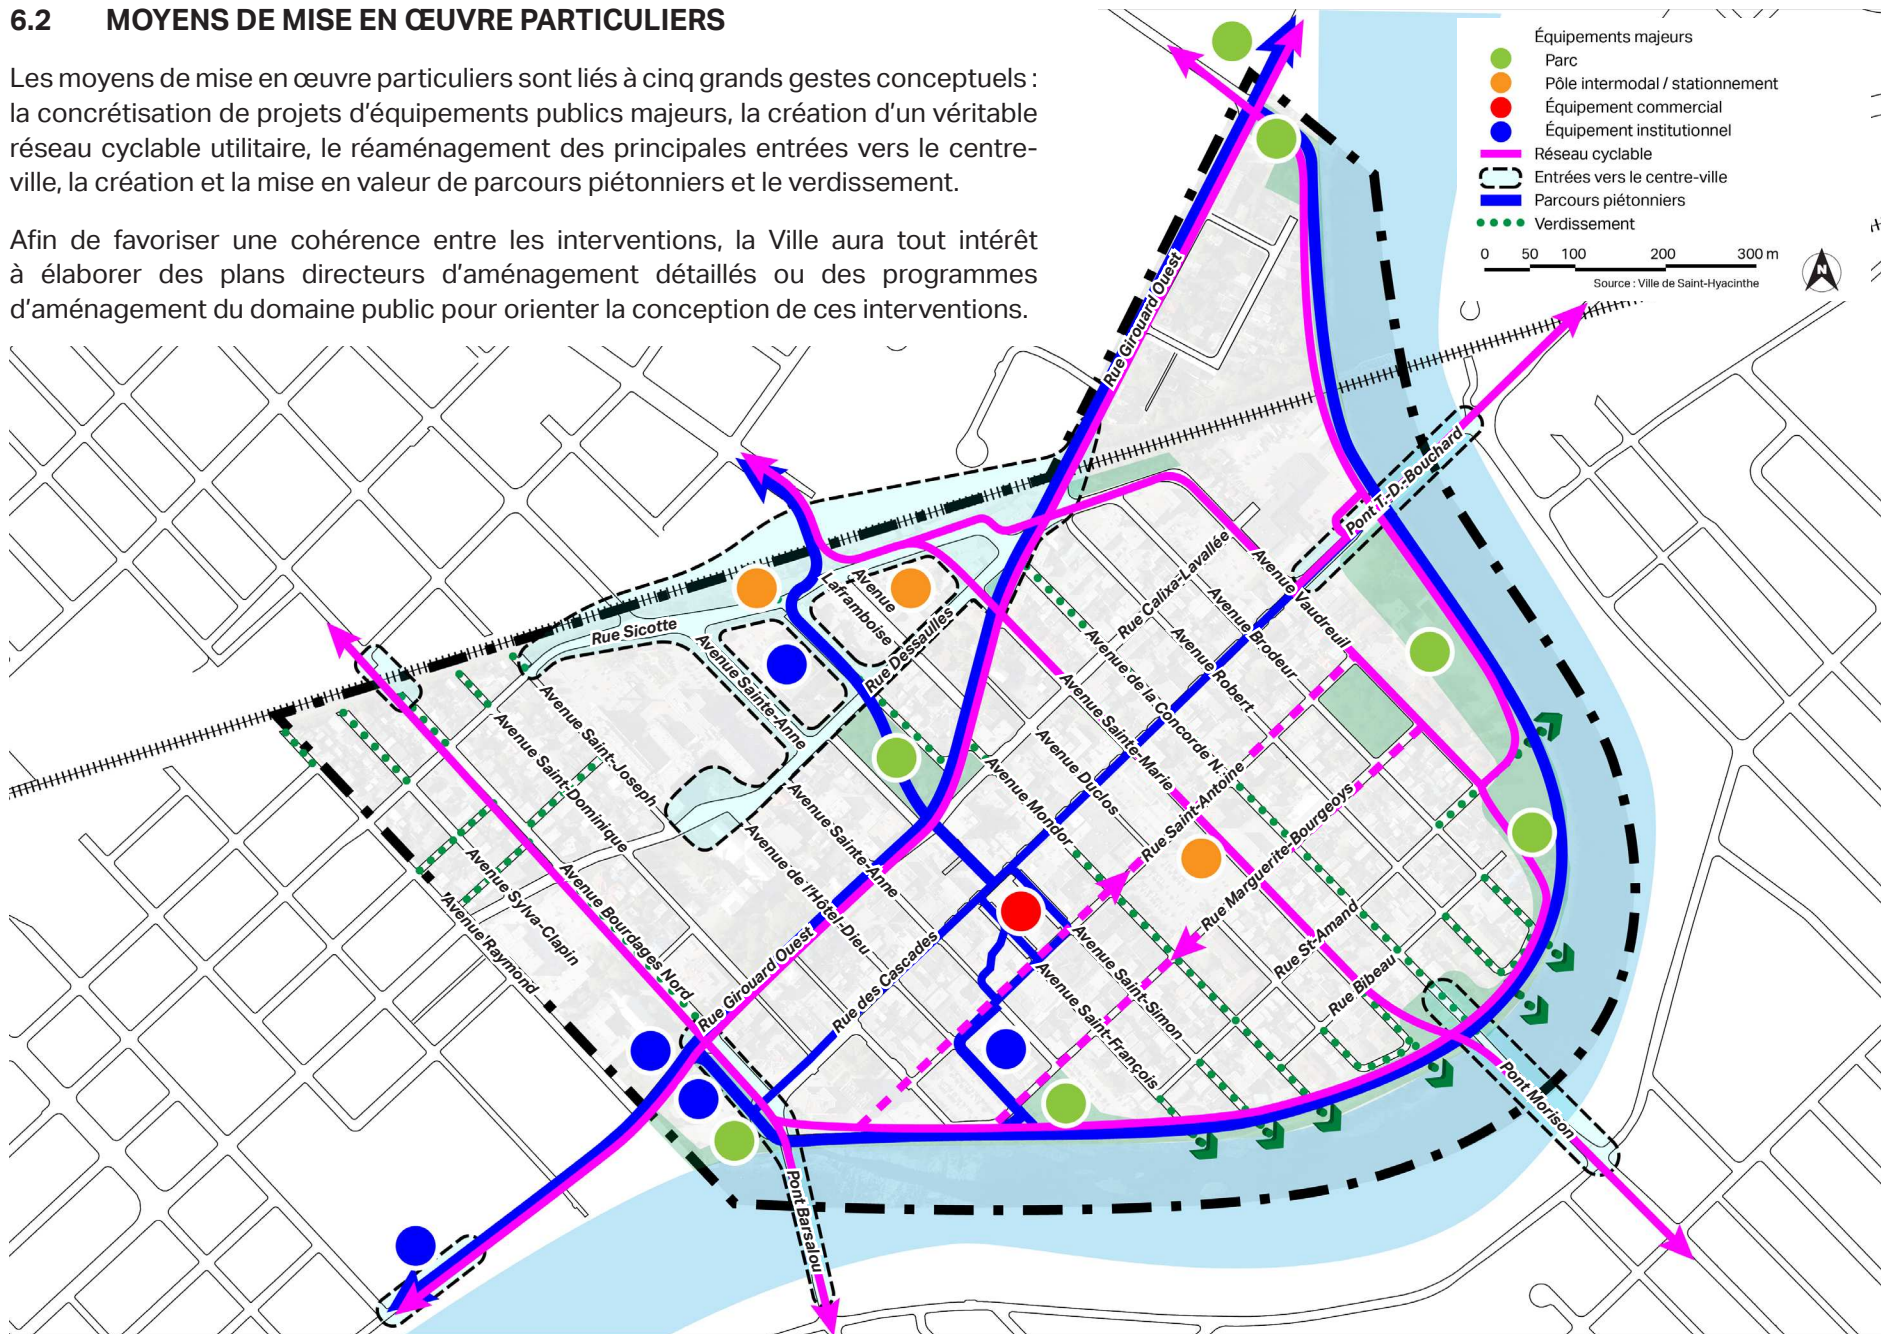 6.2 MOYENS DE MISE EN ŒUVRE PARTICULIERS
Les moyens de mise en œuvre particuliers sont liés à cinq grands gestes conceptuels :
la concrétisation de projets d'équipements publics majeurs, la création d'un véritable
réseau cyclable utilitaire, le réaménagement des principales entrées vers le centre-
ville, la création et la mise en valeur de parcours piétonniers et le verdissement.
Afin de favoriser une cohérence entre les interventions, la Ville aura tout intérêt
à élaborer des plans directeurs d'aménagement détaillés ou des programmes
d'aménagement du domaine public pour orienter la conception de ces interventions.
Équipements majeurs
Parc
Pôle intermodal / stationnement
Équipement commercial
Équipement institutionnel
Réseau cyclable
Entrées vers le centre-ville
Parcours piétonniers
Verdissement
0 50 100 200 300 m
Source : Ville de Saint-Hyacinthe
N
Rue Girouard Ouest
Pont T.-D.-Bouchard
Rue Calixa-Lavallée
Avenue Vaudreuil
Avenue Brodeur
Avenue Robert
Avenue de la Concorde N.
Avenue Sainte-Marie
Avenue Duclos
Avenue Mondor
Avenue
Laframboise
Rue Dessaulles
Rue Sicotte
Avenue Sainte-Anne
Avenue Saint-Joseph
Avenue Saint-Dominique
Avenue Sainte-Anne
Avenue de l'Hôtel-Dieu
Avenue Bourdages Nord
Avenue Sylva-Clapin
Avenue Raymond
Rue Girouard Ouest
Rue des Cascades
Rue Saint-Antoine
Rue Marguerite-Bourgeoys
Rue St-Amand
Rue Bibeau
Avenue Saint-Simon
Avenue Saint-François
Pont Morison
Pont Barsalou